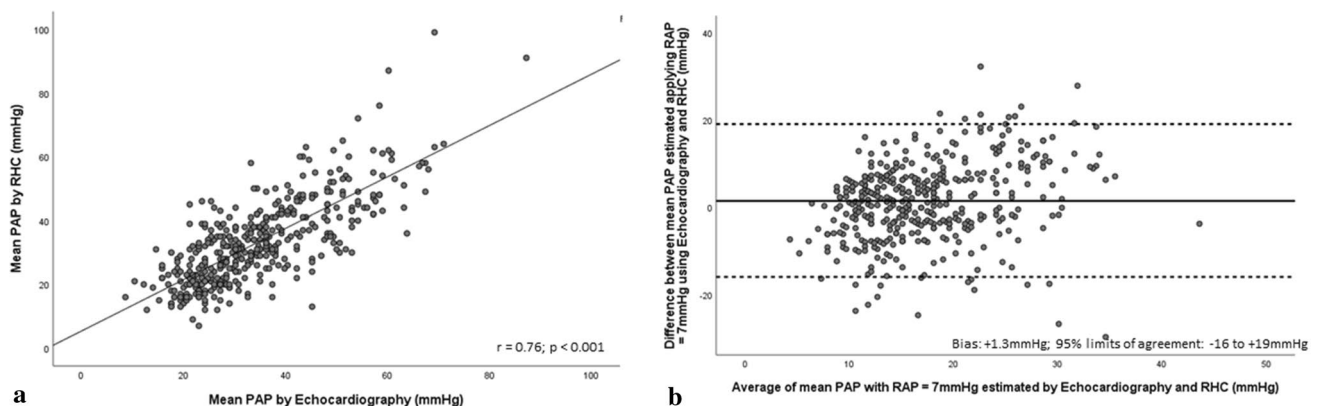 100
80
60
40
20
0
Mean PAP by RHC (mmHg)
0 20 40 60 80 100
Mean PAP by Echocardiography (mmHg)
r = 0.76; p < 0.001
a
Difference between mean PAP estimated applying RAP
= 7mmHg using Echocardiography and RHC (mmHg)
40
20
0
-20
Bias: +1.3mmHg; 95% limits of agreement: -16 to +19mmHg
0 10 20 30 40 50
Average of mean PAP with RAP = 7mmHg estimated by Echocardiography and RHC (mmHg)
b